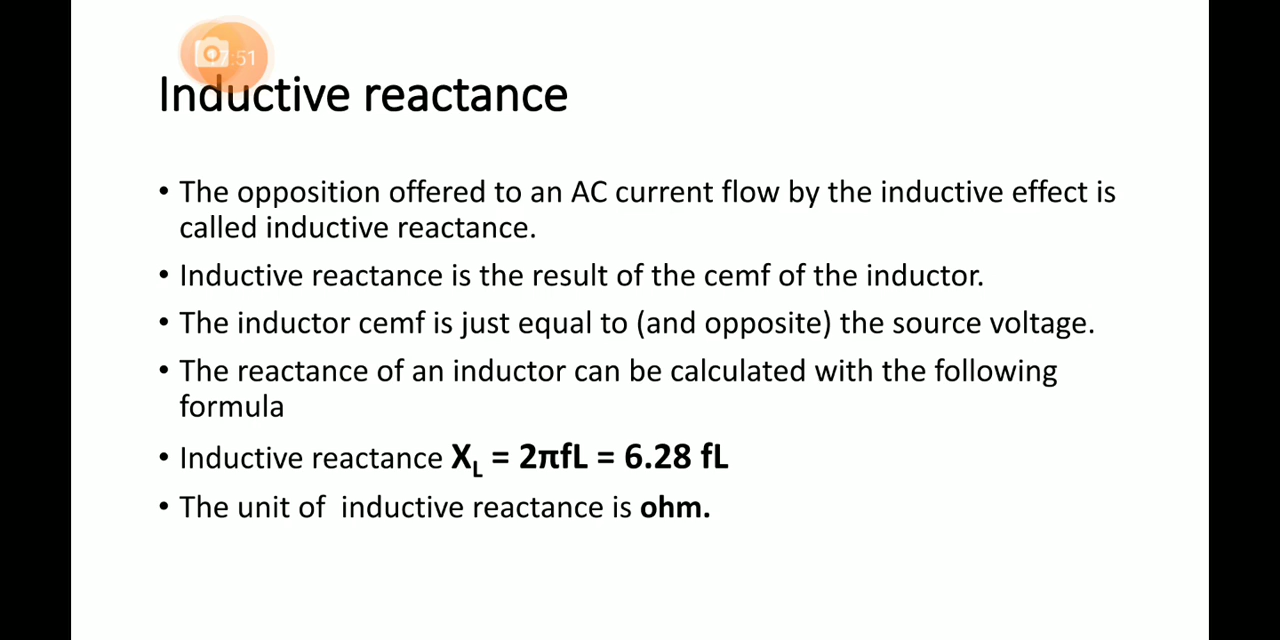 Inductive reactance
• The opposition offered to an AC current flow by the inductive effect is
called inductive reactance.
• Inductive reactance is the result of the cemf of the inductor.
• The inductor cemf is just equal to (and opposite) the source voltage.
• The reactance of an inductor can be calculated with the following
formula
• Inductive reactance X_L = 2πfL = 6.28 fL
• The unit of  inductive reactance is ohm.